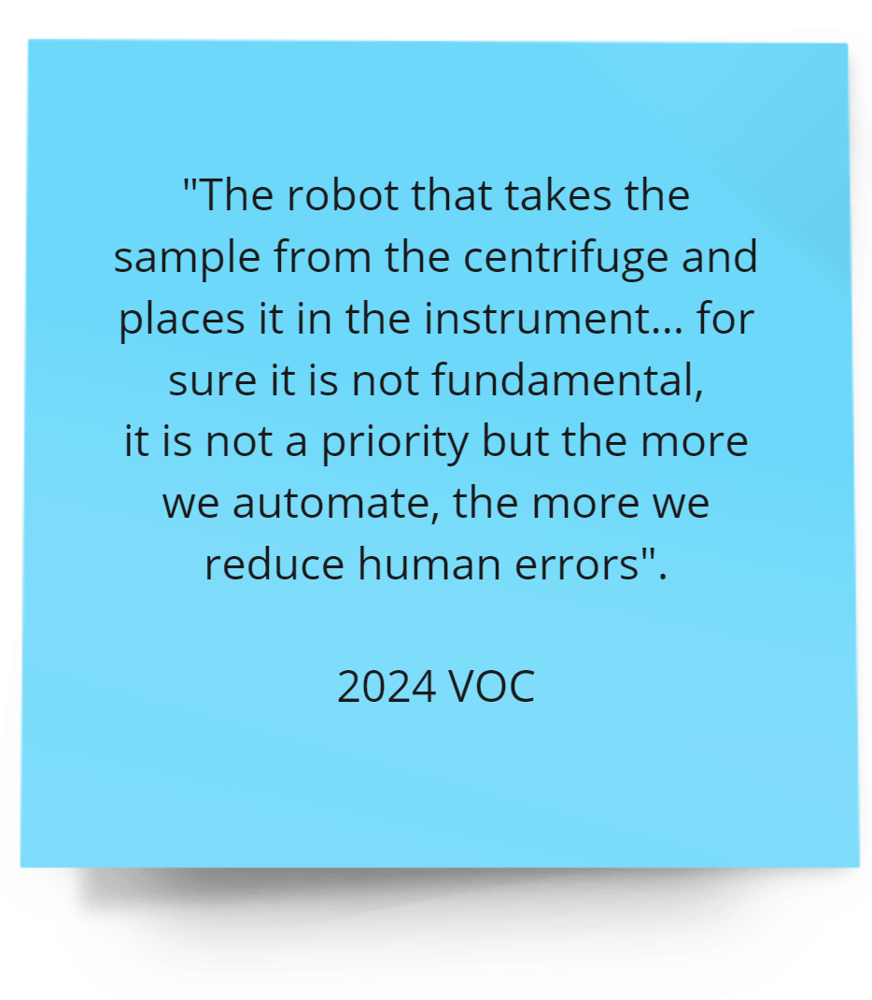 "The robot that takes the
sample from the centrifuge and
places it in the instrument... for
sure it is not fundamental,
it is not a priority but the more
we automate, the more we
reduce human errors".
2024 VOC